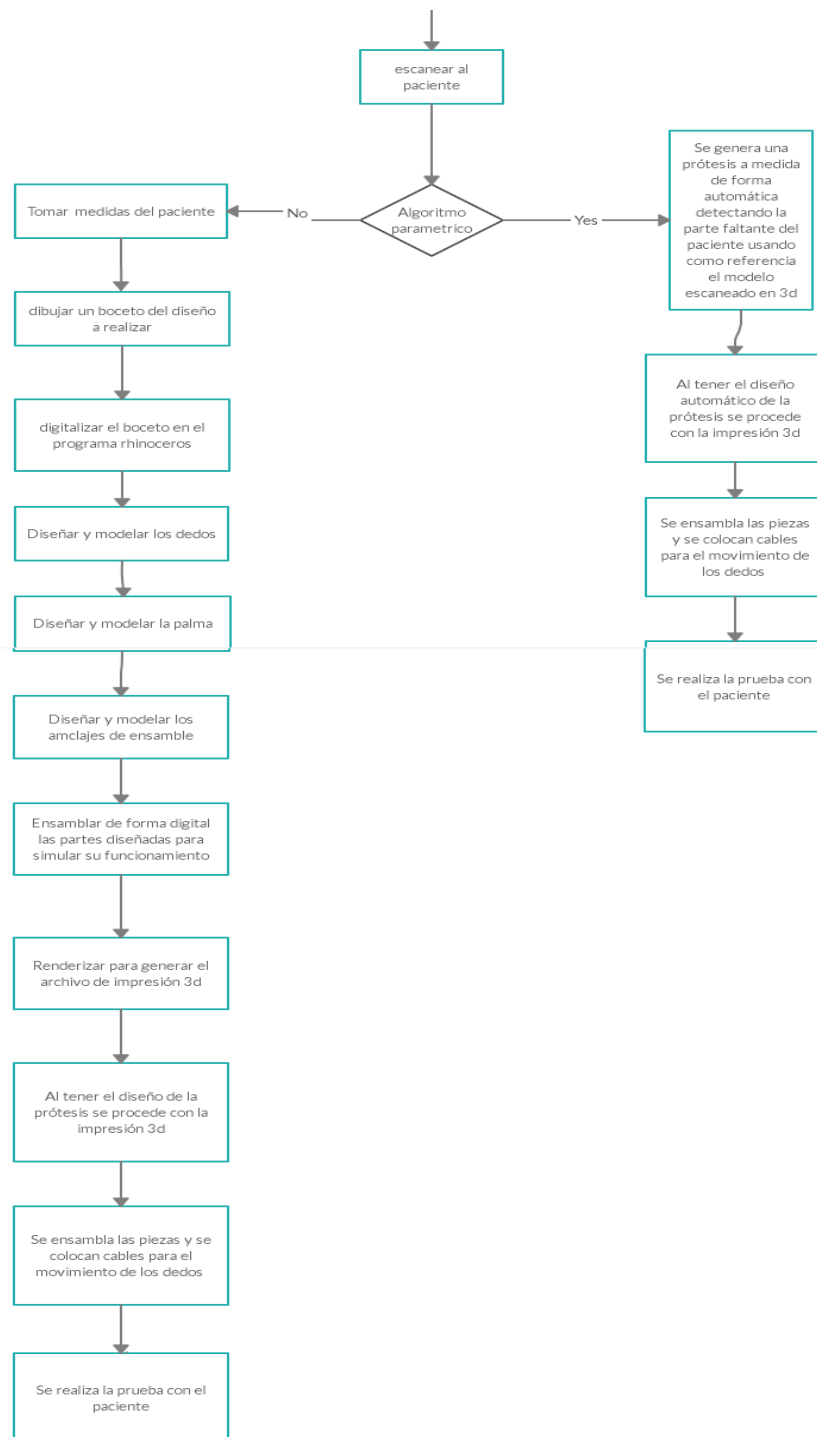 escanear al
paciente
Algoritmo
parametrico
No
Yes
Tomar medidas del paciente
dibujar un boceto del diseño
a realizar
digitalizar el boceto en el
programa rhinoceros
Diseñar y modelar los dedos
Diseñar y modelar la palma
Diseñar y modelar los
amclajes de ensamble
Ensamblar de forma digital
las partes diseñadas para
simular su funcionamiento
Renderizar para generar el
archivo de impresión 3d
Al tener el diseño de la
prótesis se procede con la
impresión 3d
Se ensambla las piezas y se
colocan cables para el
movimiento de los dedos
Se realiza la prueba con el
paciente
Se genera una
prótesis a medida
de forma
automática
detectando la
parte faltante del
paciente usando
como referencia
el modelo
escaneado en 3d
Al tener el diseño
automático de la
prótesis se procede
con la impresión 3d
Se ensambla las piezas
y se colocan cables
para el movimiento de
los dedos
Se realiza la prueba con
el paciente